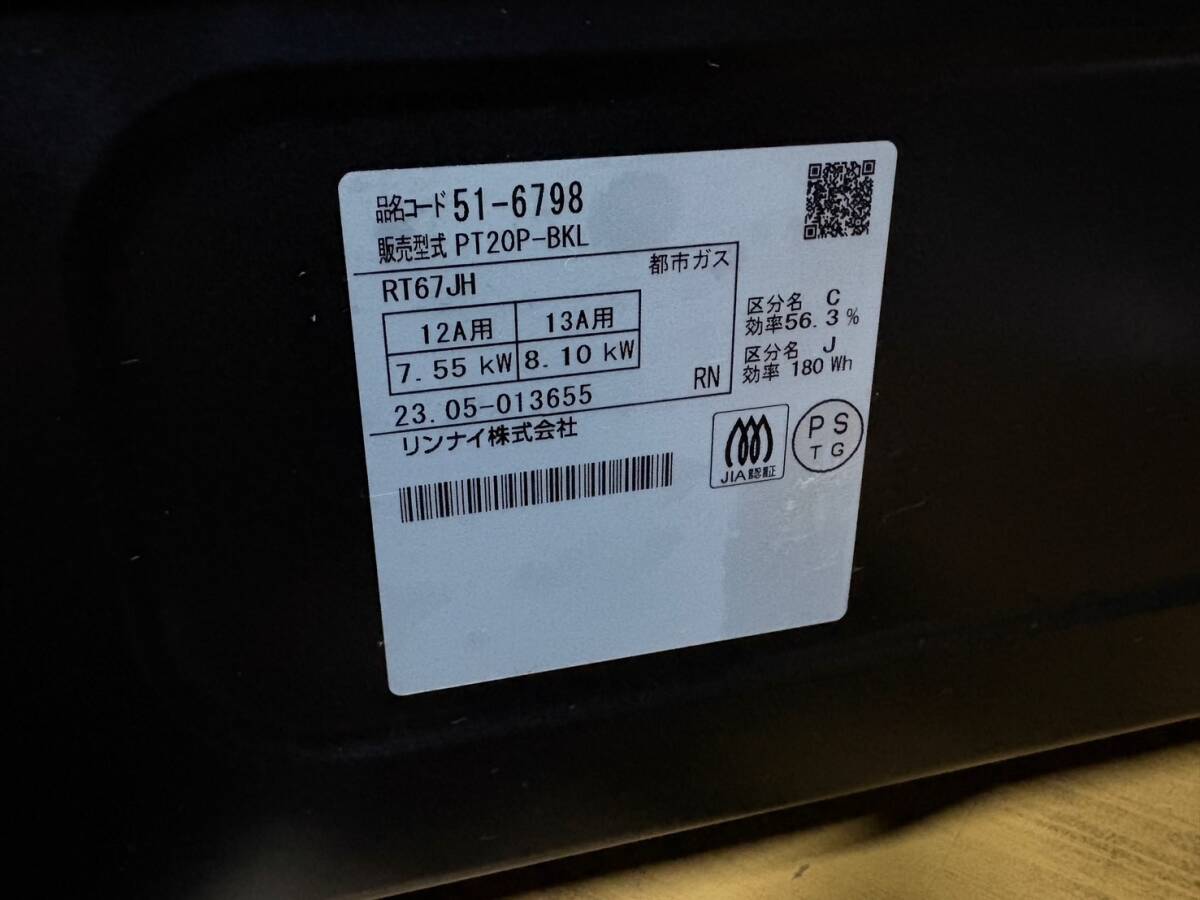 品名コード 51-6798
販売型式 PT20P-BKL
都市ガス
RT67JH
12A用 13A用
7.55 kW 8.10 kW
23.05-013655
RN
リンナイ株式会社
区分名 C
効率56.3%
区分名 J
効率 180 Wh
JIA認証
PS
TG